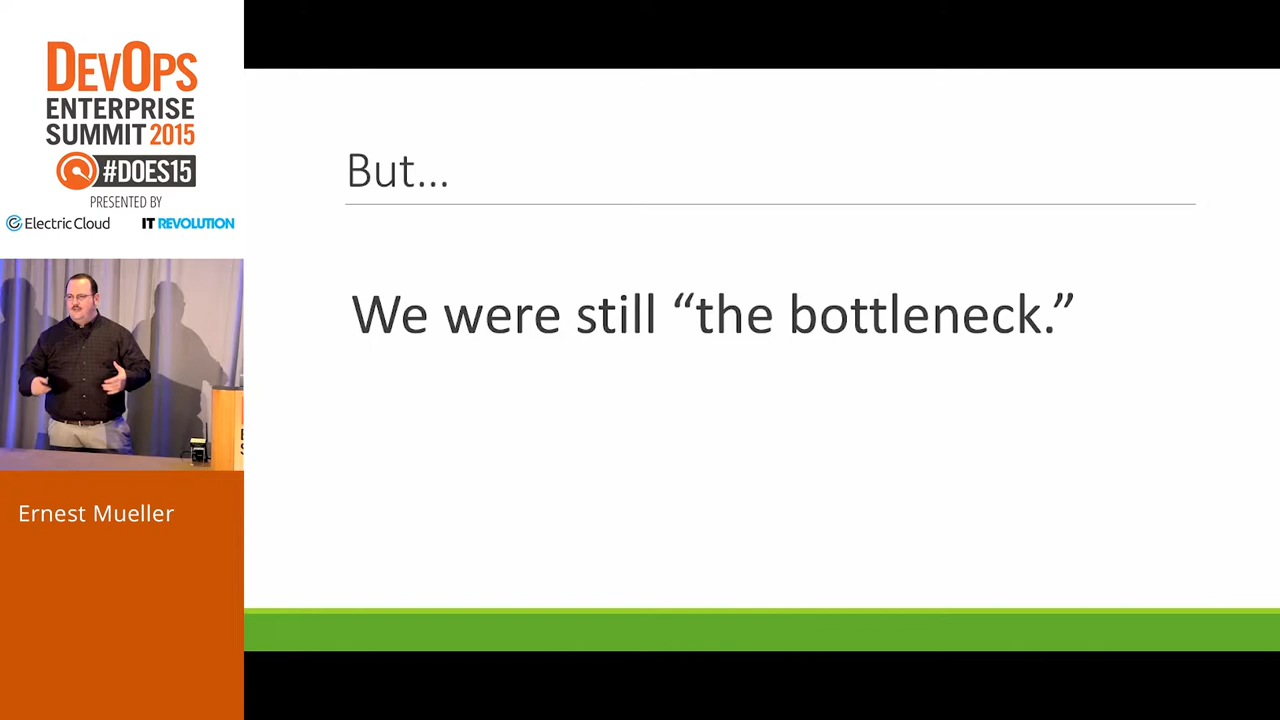 DEVOPS
ENTERPRISE
SUMMIT 2015
#DOES15
PRESENTED BY
Electric Cloud
IT REVOLUTION
Ernest Mueller
But...
We were still “the bottleneck.”